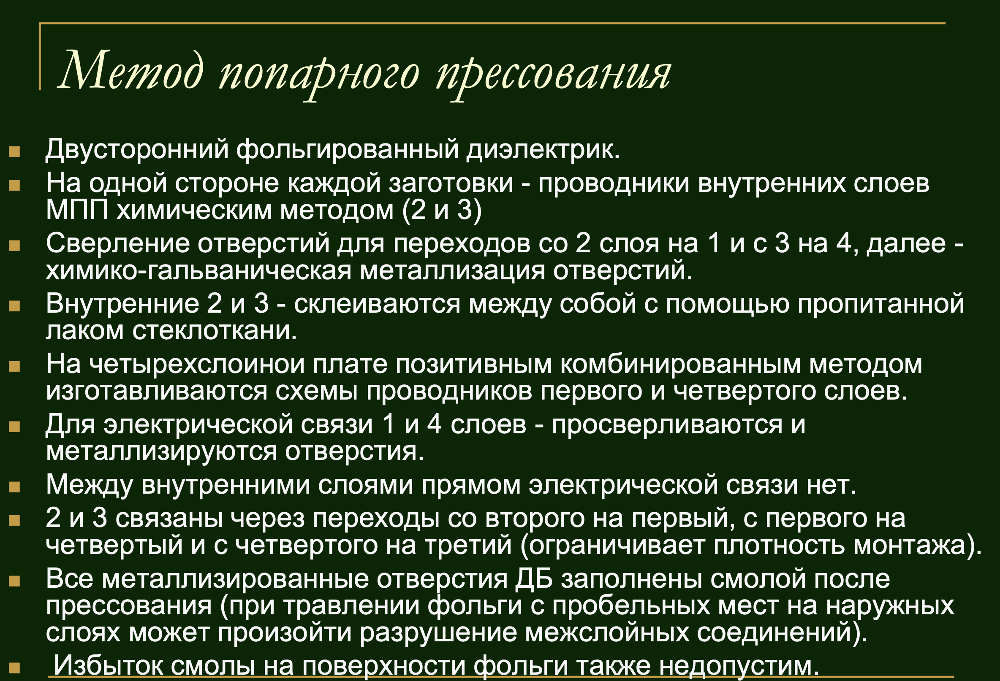 Метод попарного прессования
Двусторонний фольгированный диэлектрик.
На одной стороне каждой заготовки - проводники внутренних слоев
МПП химическим методом (2 и 3)
Сверление отверстий для переходов со 2 слоя на 1 и с 3 на 4, далее -
химико-гальваническая металлизация отверстий.
Внутренние 2 и 3 - склеиваются между собой с помощью пропитанной
лаком стеклоткани.
На четырехслоинои плате позитивным комбинированным методом
изготавливаются схемы проводников первого и четвертого слоев.
Для электрической связи 1 и 4 слоев - просверливаются и
металлизируются отверстия.
Между внутренними слоями прямом электрической связи нет.
2 и 3 связаны через переходы со второго на первый, с первого на
четвертый и с четвертого на третий (ограничивает плотность монтажа).
Все металлизированные отверстия ДБ заполнены смолой после
прессования (при травлении фольги с пробельных мест на наружных
слоях может произойти разрушение межслойных соединений).
Избыток смолы на поверхности фольги также недопустим.